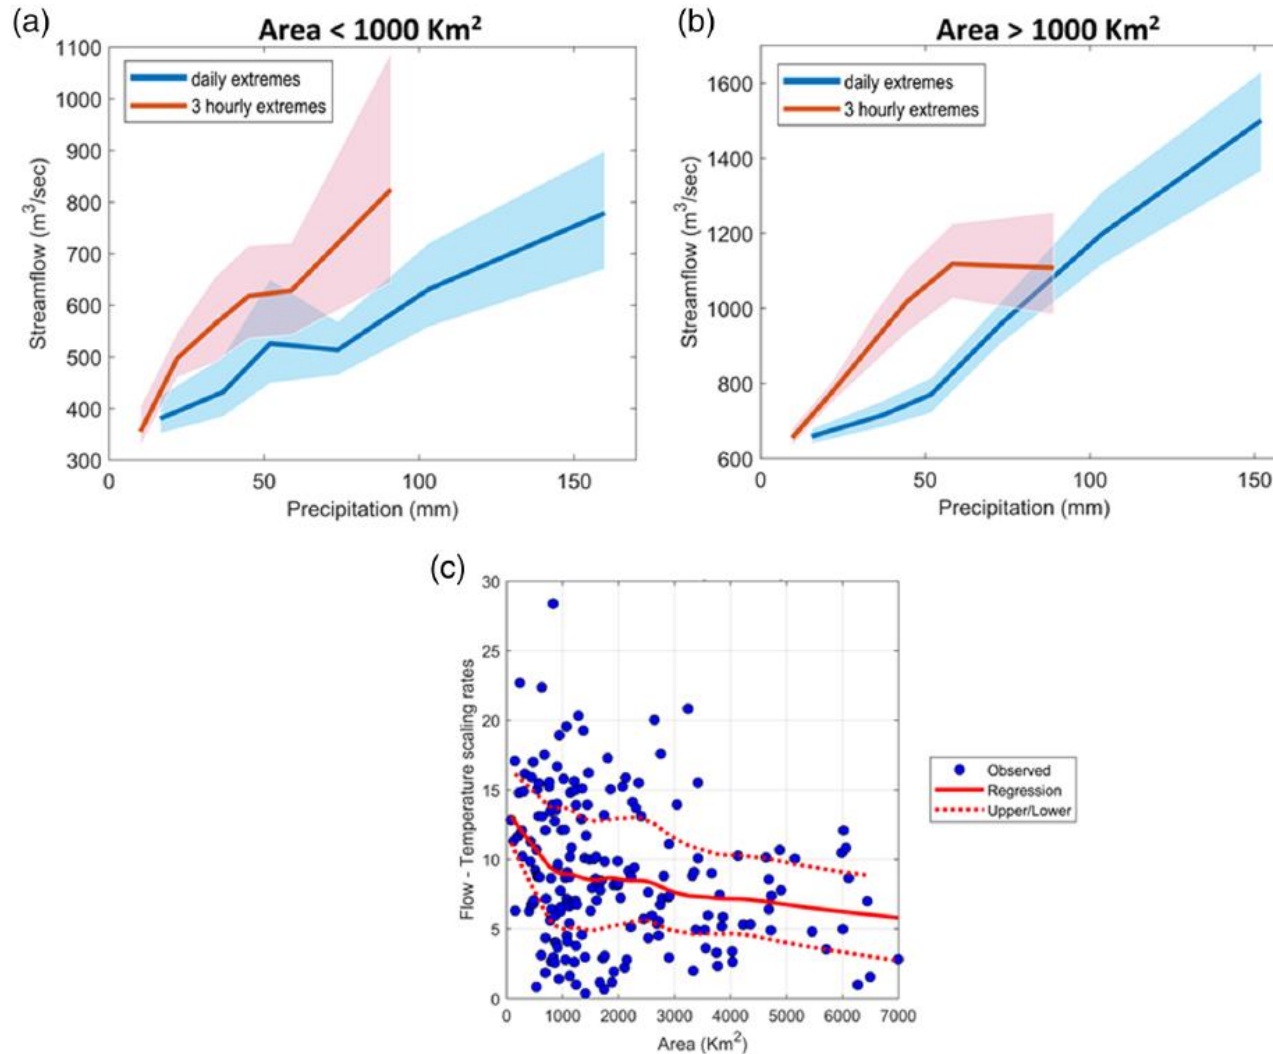 (a)
Area < 1000 Km²
1100
1000
900
800
700
600
500
400
300
Streamflow (m³/sec)
daily extremes
3 hourly extremes
0 50 100 150
Precipitation (mm)
(b)
Area > 1000 Km²
1600
1400
1200
1000
800
600
Streamflow (m³/sec)
daily extremes
3 hourly extremes
0 50 100 150
Precipitation (mm)
(c)
30
25
20
15
10
5
0
Flow - Temperature scaling rates
0 1000 2000 3000 4000 5000 6000 7000
Area (Km²)
Observed
Regression
Upper/Lower